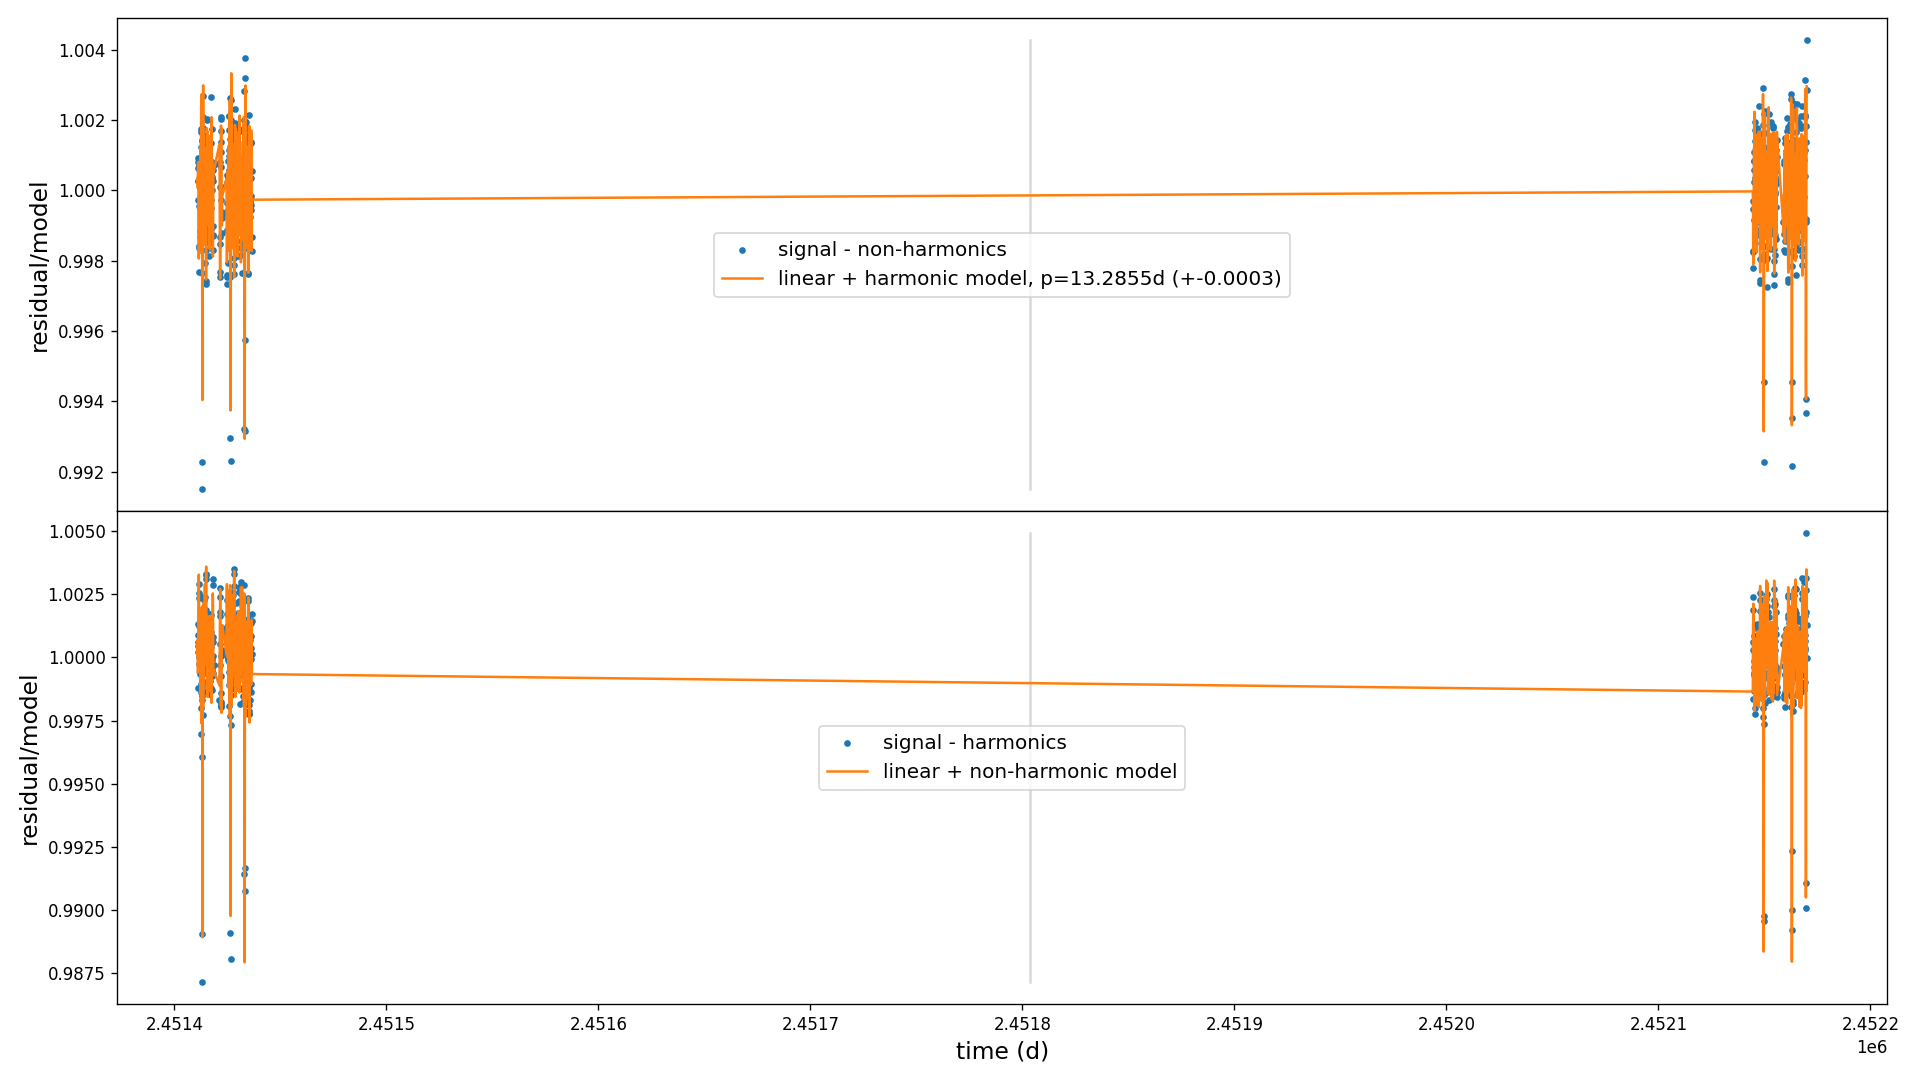 1.004
1.002
1.000
0.998
0.996
0.994
0.992
residual/model
signal - non-harmonics
linear + harmonic model, p=13.2855d (+-0.0003)
1.0050
1.0025
1.0000
0.9975
0.9950
0.9925
0.9900
0.9875
residual/model
signal - harmonics
linear + non-harmonic model
2.4514 2.4515 2.4516 2.4517 2.4518 2.4519 2.4520 2.4521 2.4522
1e6
time (d)